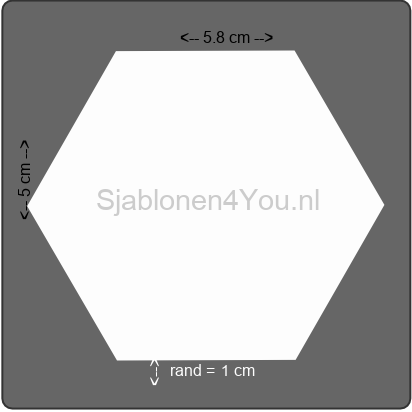 <-- 5.8 cm -->
<-- 5 cm -->
Sjablonen4You.nl
<-- rand = 1 cm